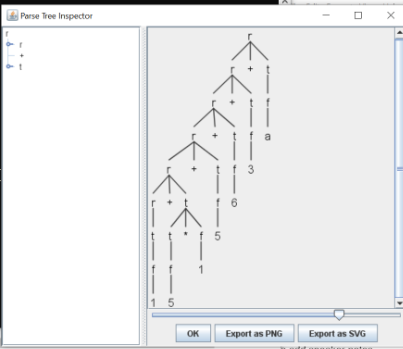 Parse Tree Inspector
r
r
+
t
r
r + t
r + t f
r + t f a
r + t f 3
r + t f 6
t t * f 5
f f 1
1 5
OK Export as PNG Export as SVG